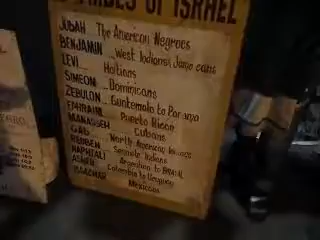 TRIBES OF ISRAEL
JUDAH The American Negroes
BENJAMIN West Indians, Jamaicans
LEVI Haitians
SIMEON Dominicans
ZEBULON Guatemala to Panama
EPHRAIM Puerto Rican
MANASSEH Cubans
GAD North American Indians
REUBEN Seminole Indians
NAPHTALI Argentina to BRAZIL
ASHER Colombia to Uruguay
ISSACHAR Mexicans